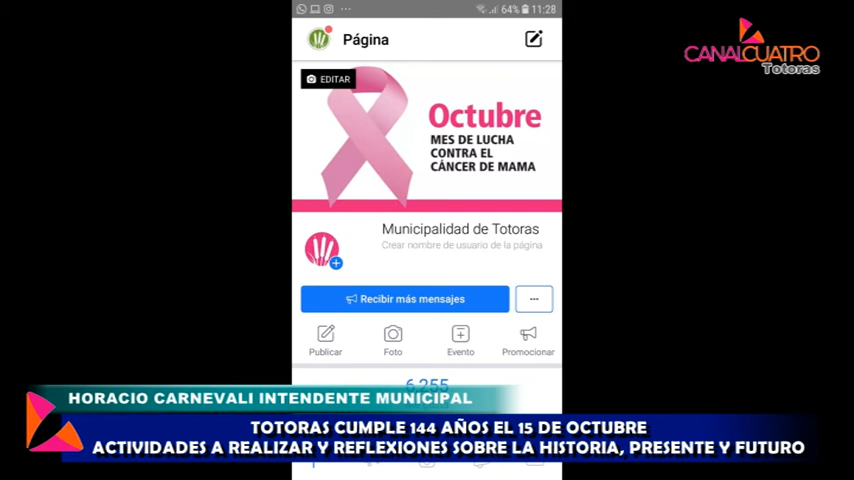 64% 11:28
Página
CANALCUATRO
Totoras
EDITAR
Octubre
MES DE LUCHA
CONTRA EL
CÁNCER DE MAMA
Municipalidad de Totoras
Crear nombre de usuario de la página
Recibir más mensajes
Publicar Foto Evento Promocionar
6.255
HORACIO CARNEVALI INTENDENTE MUNICIPAL
TOTORAS CUMPLE 144 AÑOS EL 15 DE OCTUBRE
ACTIVIDADES A REALIZAR Y REFLEXIONES SOBRE LA HISTORIA, PRESENTE Y FUTURO